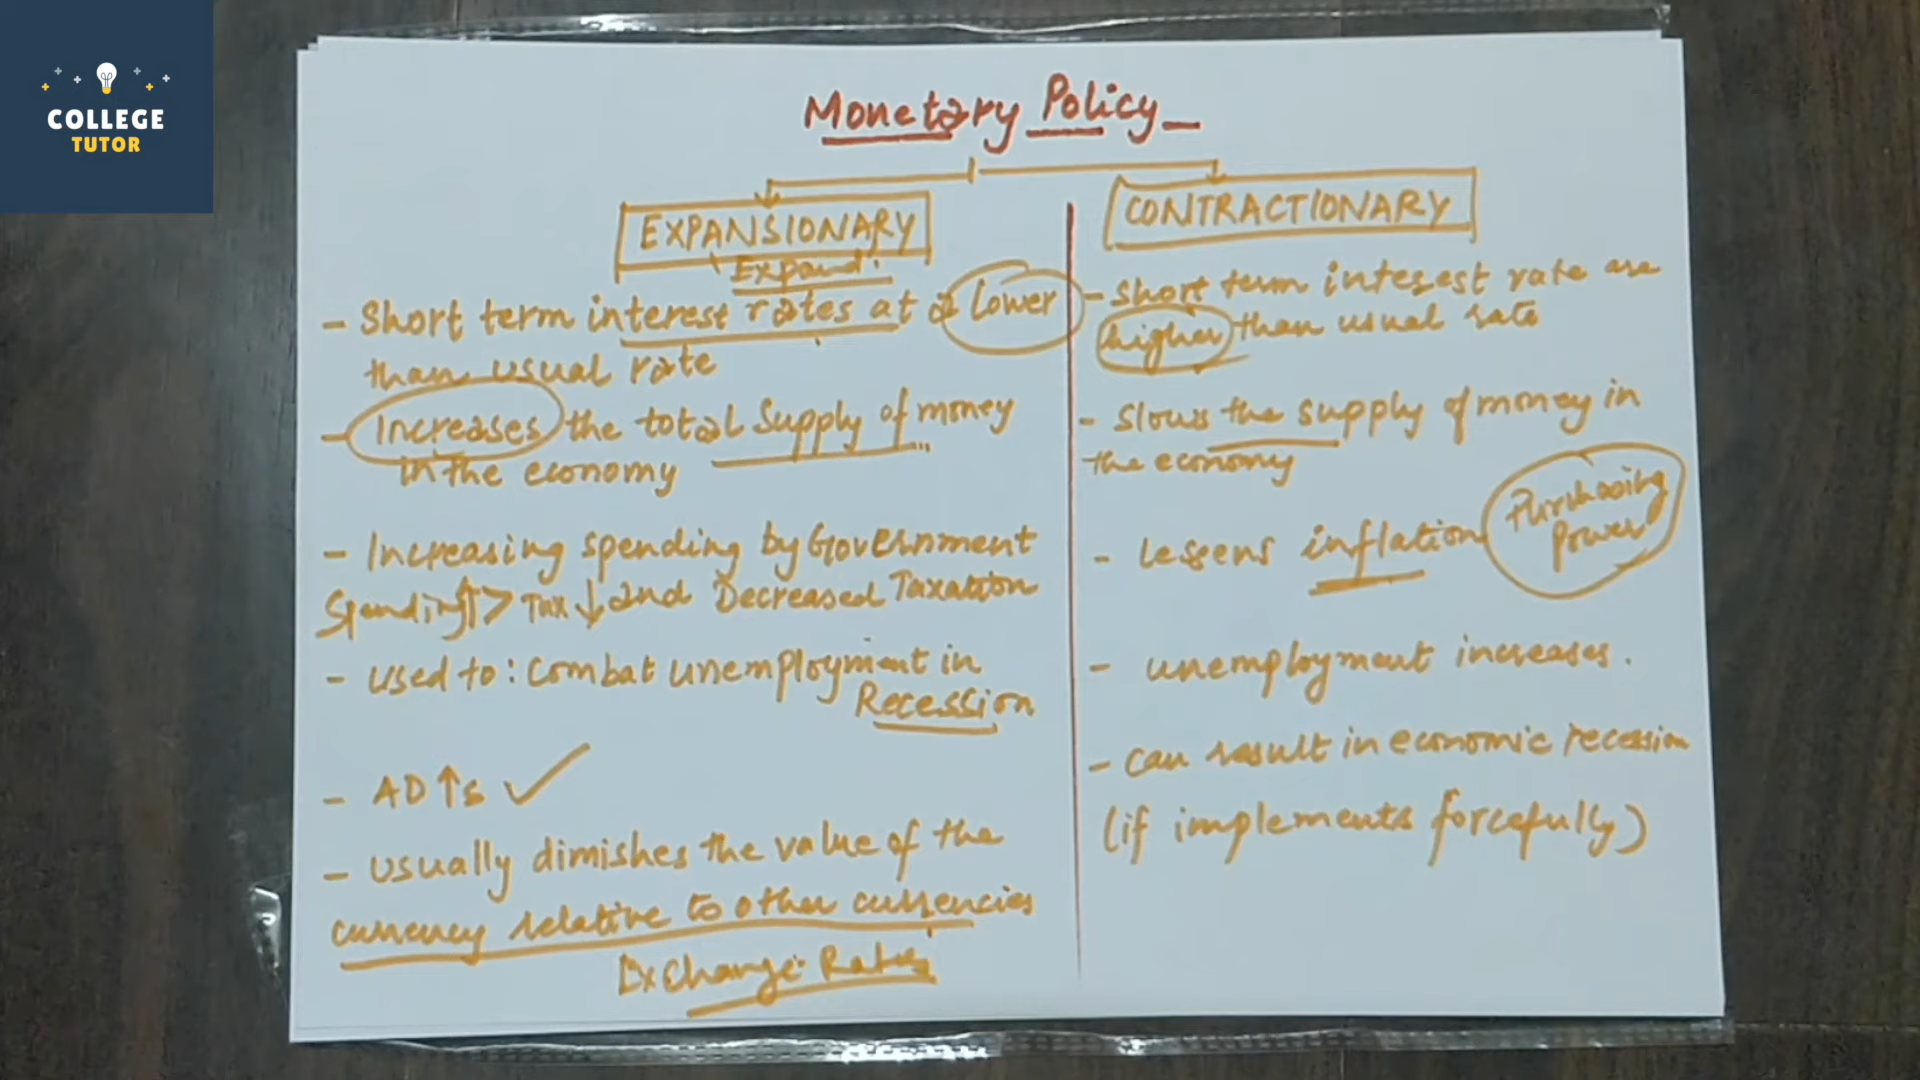 COLLEGE
TUTOR
Monetary Policy
EXPANSIONARY
Expand
- Short term interest rates at a lower
than usual rate
- Increases the total supply of money
in the economy
- Increasing spending by Government
Spending↑ > Tax ↓ and Decreased Taxation
- used to: Combat unemployment in
Recession
- AD↑s ✓
- usually dimishes the value of the
currency relative to other currencies
Exchange Rates
CONTRACTIONARY
- Short term interest rate are
higher than usual rate
- Slows the supply of money in
the economy
- lessens inflation
Purchasing
Power
- unemployment increases.
- can result in economic recession
(if implements forcefully)